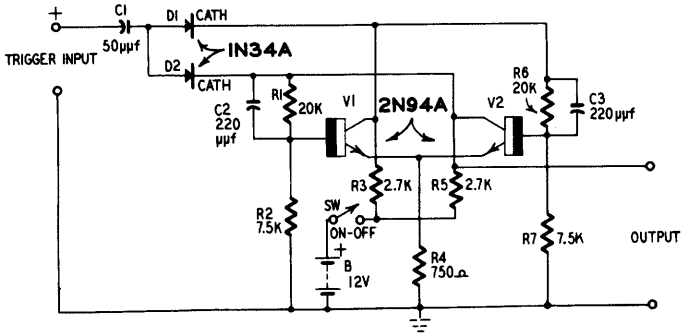 +
C1
50µµf
D1
CATH
1N34A
TRIGGER INPUT
D2
CATH
C2
220
µµf
R1
20K
V1
2N94A
V2
R6
20K
C3
220µµf
R3
2.7K
R5
2.7K
R2
7.5K
SW
ON-OFF
+
B
12V
R4
750Ω
R7
7.5K
OUTPUT